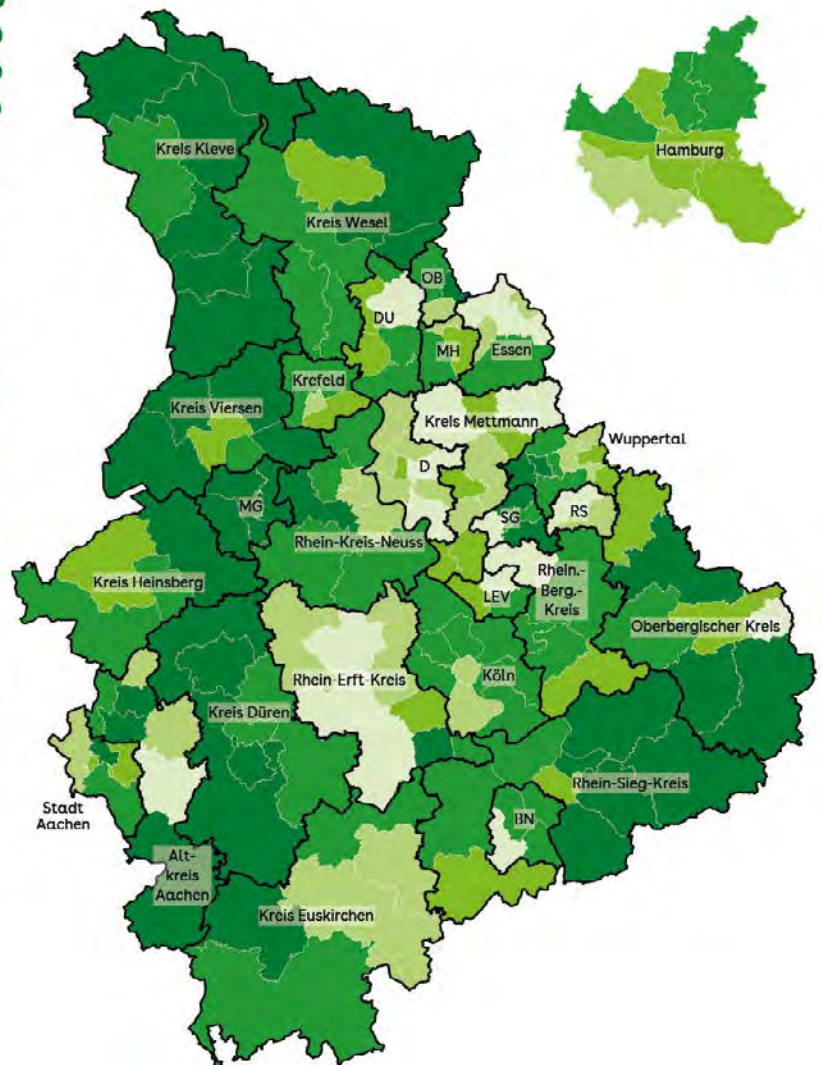 Kreis Kleve
Hamburg
Kreis Wesel
OB
DU
MH
Essen
Krefeld
Kreis Viersen
Kreis Mettmann
Wuppertal
D
MG
SG
RS
Rhein-Kreis-Neuss
Kreis Heinsberg
LEV
Rhein.-
Berg.-
Kreis
Oberbergischer Kreis
Rhein-Erft-Kreis
Köln
Kreis Düren
Rhein-Sieg-Kreis
Stadt
Aachen
BN
Alt-
kreis
Aachen
Kreis Euskirchen